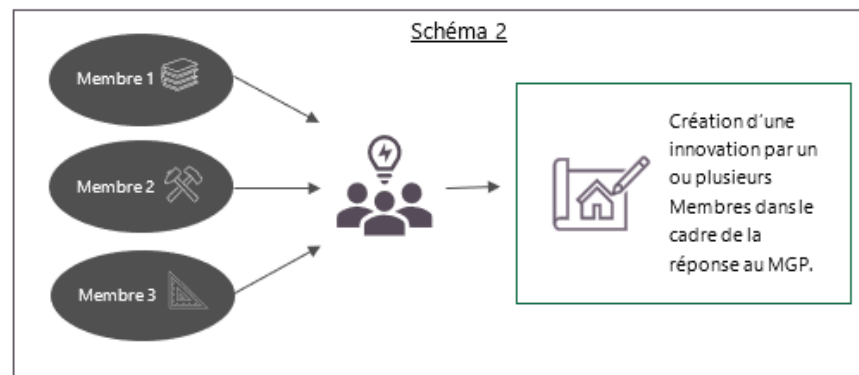 Schéma 2
Membre 1
Membre 2
Membre 3
Création d'une
innovation par un
ou plusieurs
Membres dans le
cadre de la
réponse au MGP.